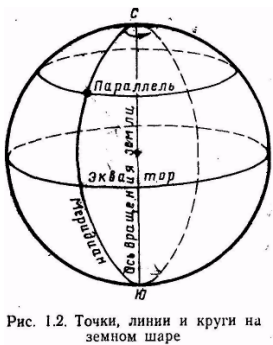 С
Параллель
Экватор
Меридиан
Ось вращения земли
Ю
Рис. 1.2. Точки, линии и круги на
земном шаре